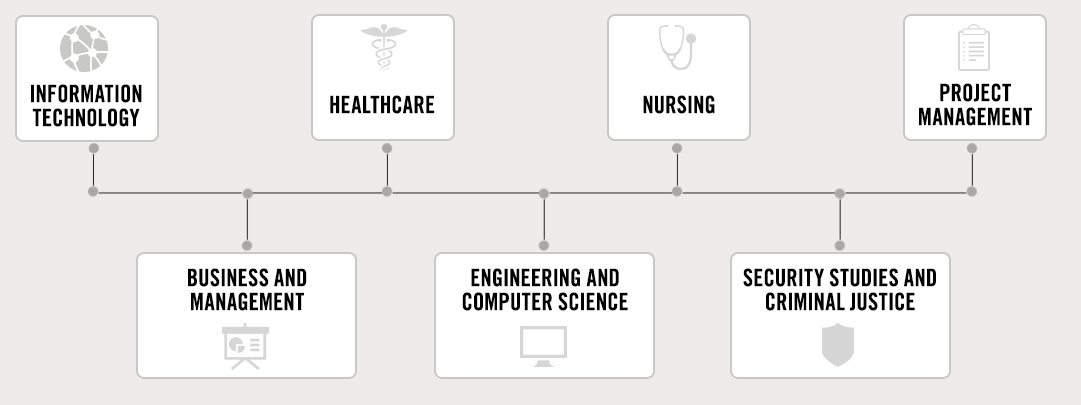 INFORMATION
TECHNOLOGY
HEALTHCARE
NURSING
PROJECT
MANAGEMENT
BUSINESS AND
MANAGEMENT
ENGINEERING AND
COMPUTER SCIENCE
SECURITY STUDIES AND
CRIMINAL JUSTICE